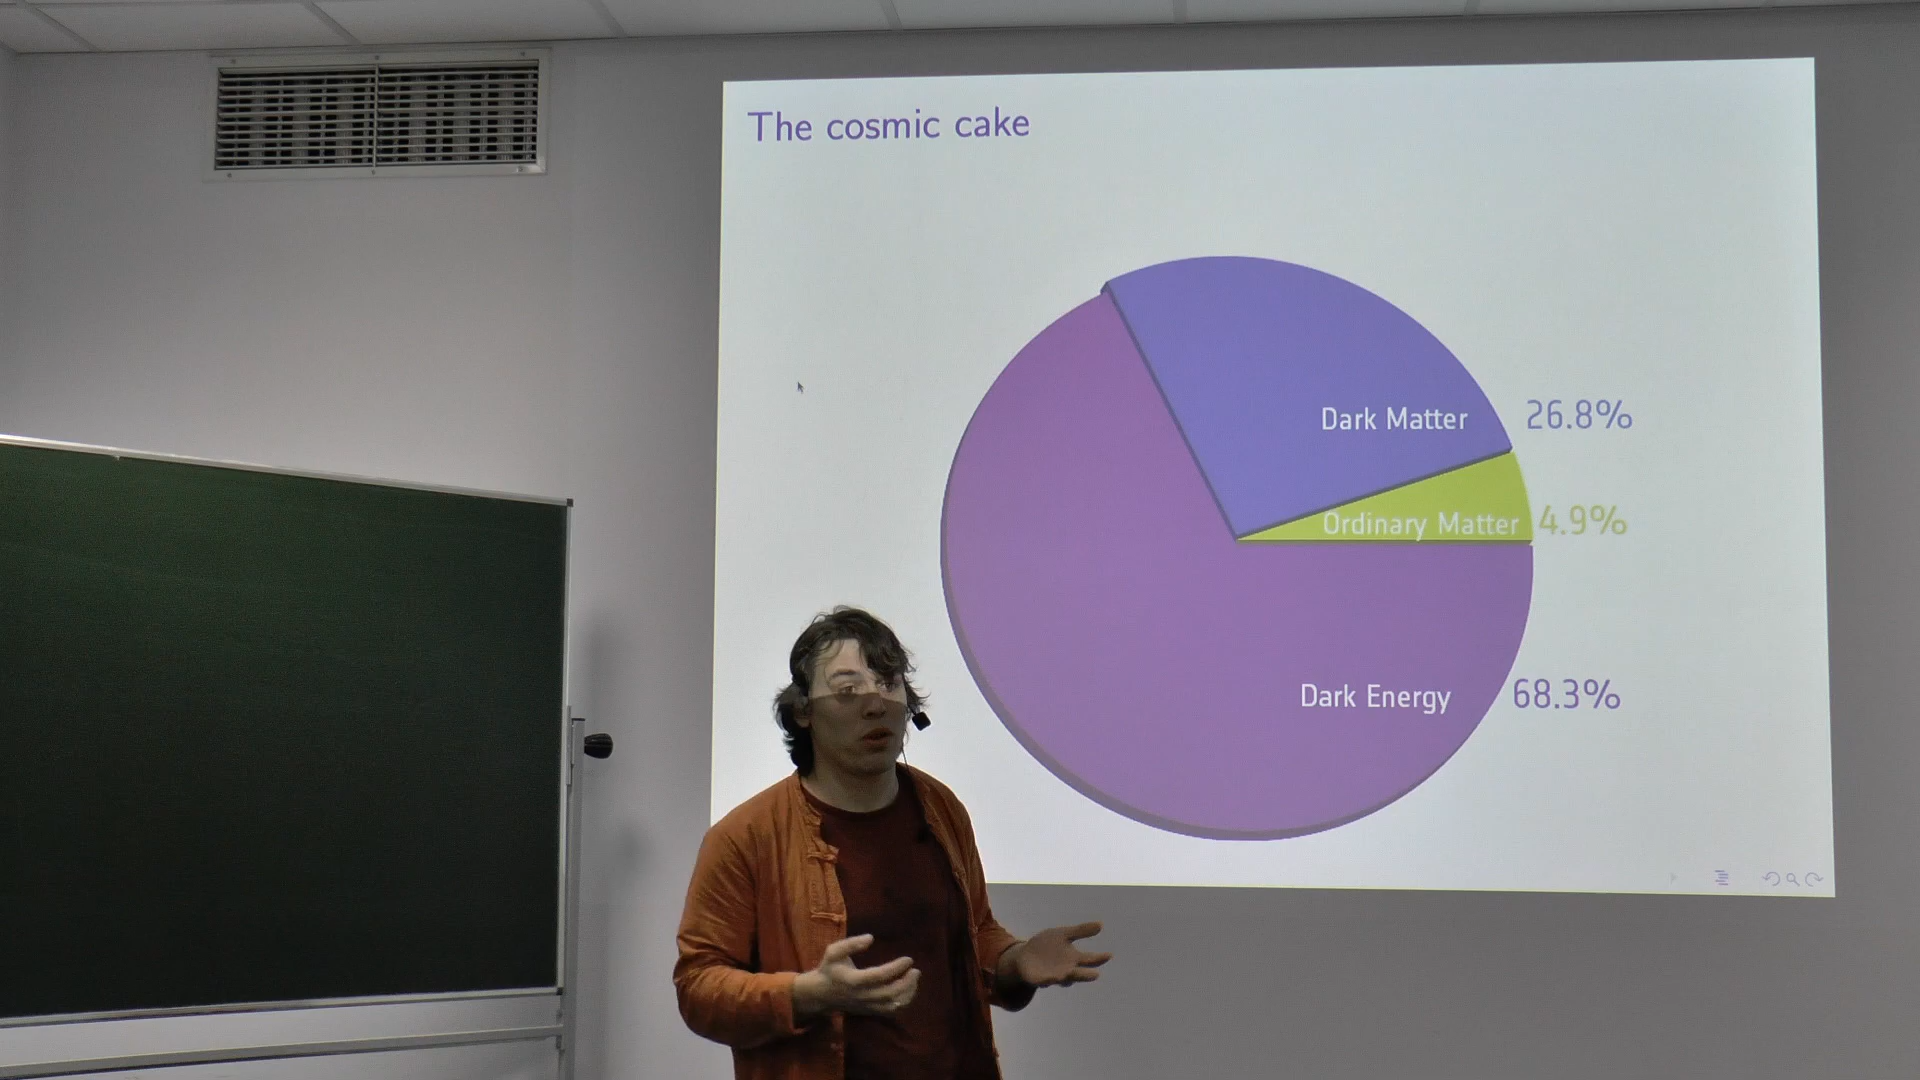 The cosmic cake
Dark Matter 26.8%
Ordinary Matter 4.9%
Dark Energy 68.3%